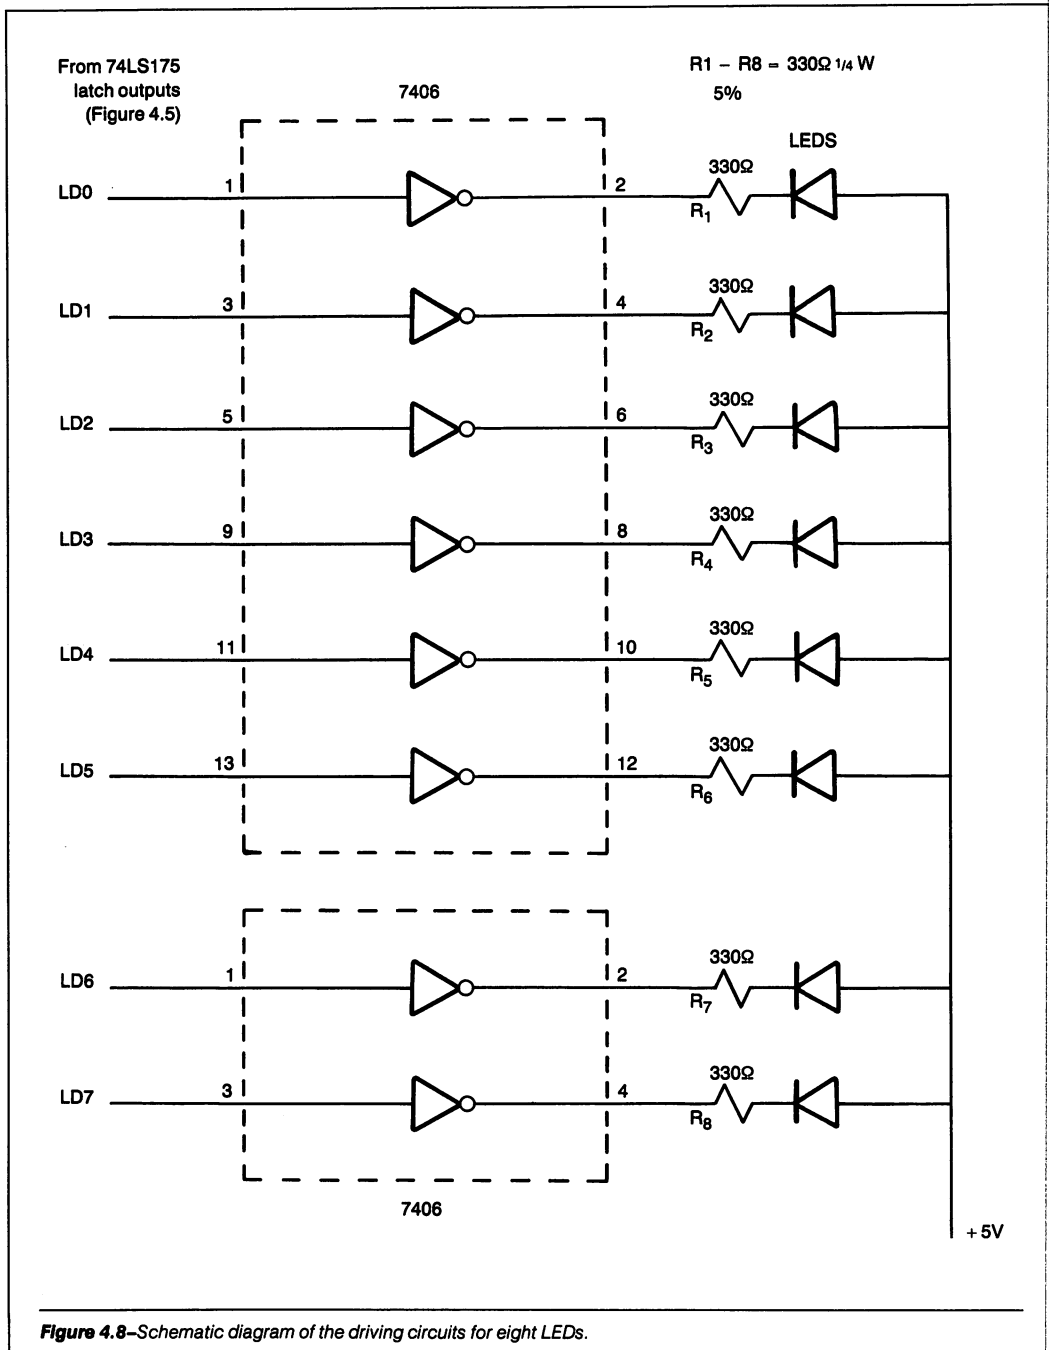 From 74LS175
latch outputs
(Figure 4.5)
7406
R1 – R8 = 330Ω 1/4 W
5%
LEDS
LD0 1 2 330Ω R1
LD1 3 4 330Ω R2
LD2 5 6 330Ω R3
LD3 9 8 330Ω R4
LD4 11 10 330Ω R5
LD5 13 12 330Ω R6
LD6 1 2 330Ω R7
LD7 3 4 330Ω R8
7406
+ 5V
Figure 4.8–Schematic diagram of the driving circuits for eight LEDs.